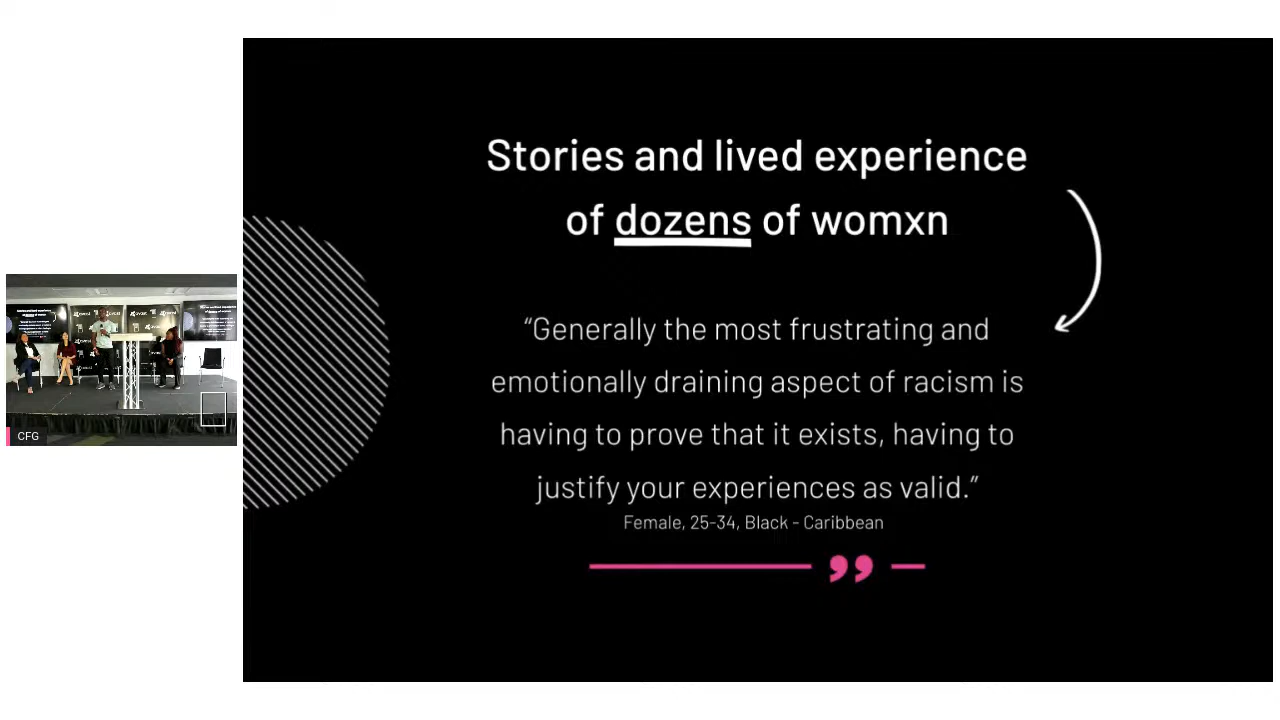 Stories and lived experience
of dozens of womxn
“Generally the most frustrating and
emotionally draining aspect of racism is
having to prove that it exists, having to
justify your experiences as valid.”
Female, 25-34, Black - Caribbean
CFG